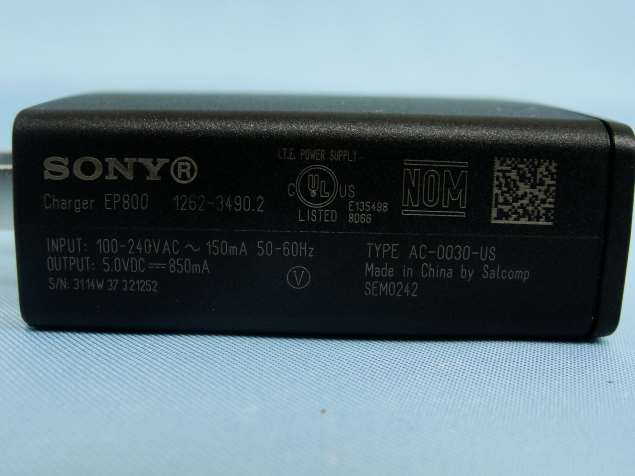 SONY®
Charger EP800 1262-3490.2
I.T.E. POWER SUPPLY
C UL US
LISTED
E135498
8D66
NOM
INPUT: 100-240VAC ~ 150mA 50-60Hz
OUTPUT: 5.0VDC ⎓ 850mA
S/N: 3114W 37 321252
V
TYPE AC-0030-US
Made in China by Salcomp
SEM0242